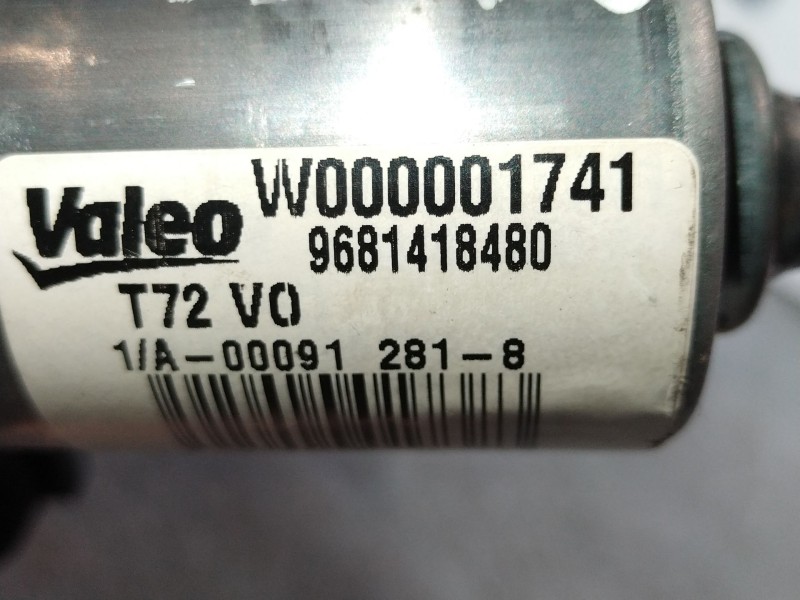 Valeo W000001741
9681418480
T72 VO
1/A-00091 281-8